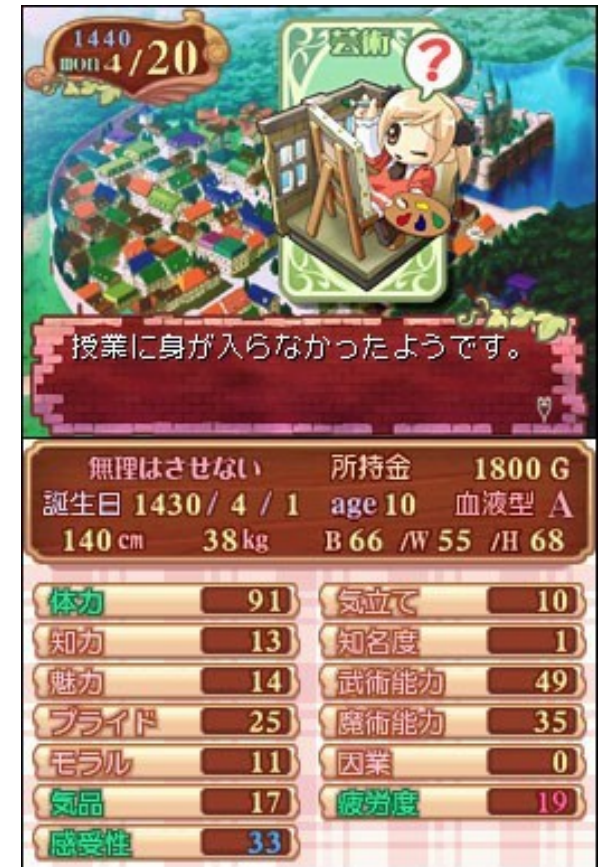 1440
mon 4/20
芸術
?
授業に身が入らなかったようです。
無理はさせない 所持金 1800 G
誕生日 1430/ 4 / 1 age 10 血液型 A
140 cm 38 kg B 66 /W 55 /H 68
体力 91 気立て 10
知力 13 知名度 1
魅力 14 武術能力 49
プライド 25 魔術能力 35
モラル 11 因業 0
気品 17 疲労度 19
感受性 33